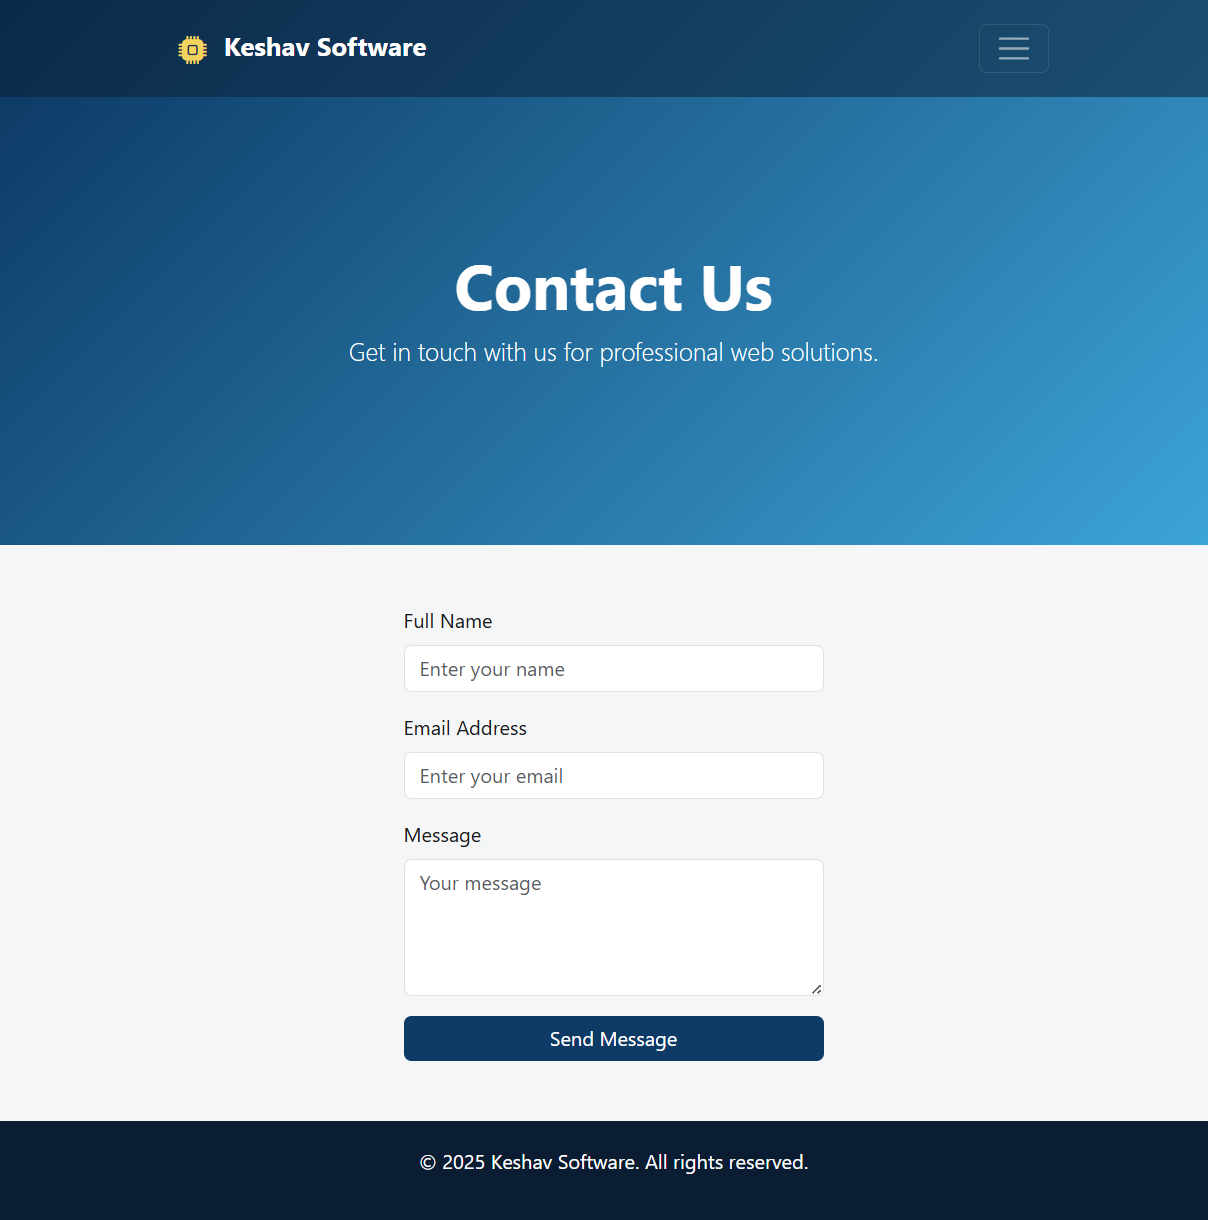 Keshav Software
Contact Us
Get in touch with us for professional web solutions.
Full Name
Enter your name
Email Address
Enter your email
Message
Your message
Send Message
© 2025 Keshav Software. All rights reserved.